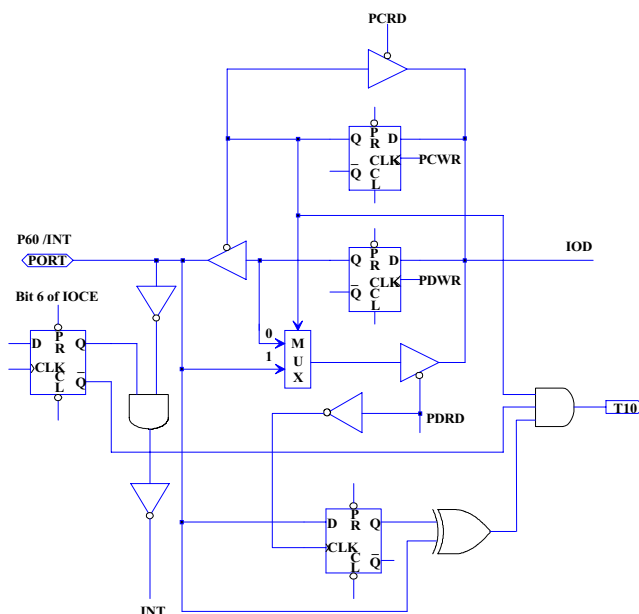 PCRD
Q P R D
CLK PCWR
Q C L
P60 /INT
PORT
Q P R D
IOD
CLK PDWR
Q C L
Bit 6 of IOCE
D P R Q
CLK C L Q
0
1
M U X
PDRD
T10
D P R Q
CLK C L Q
INT